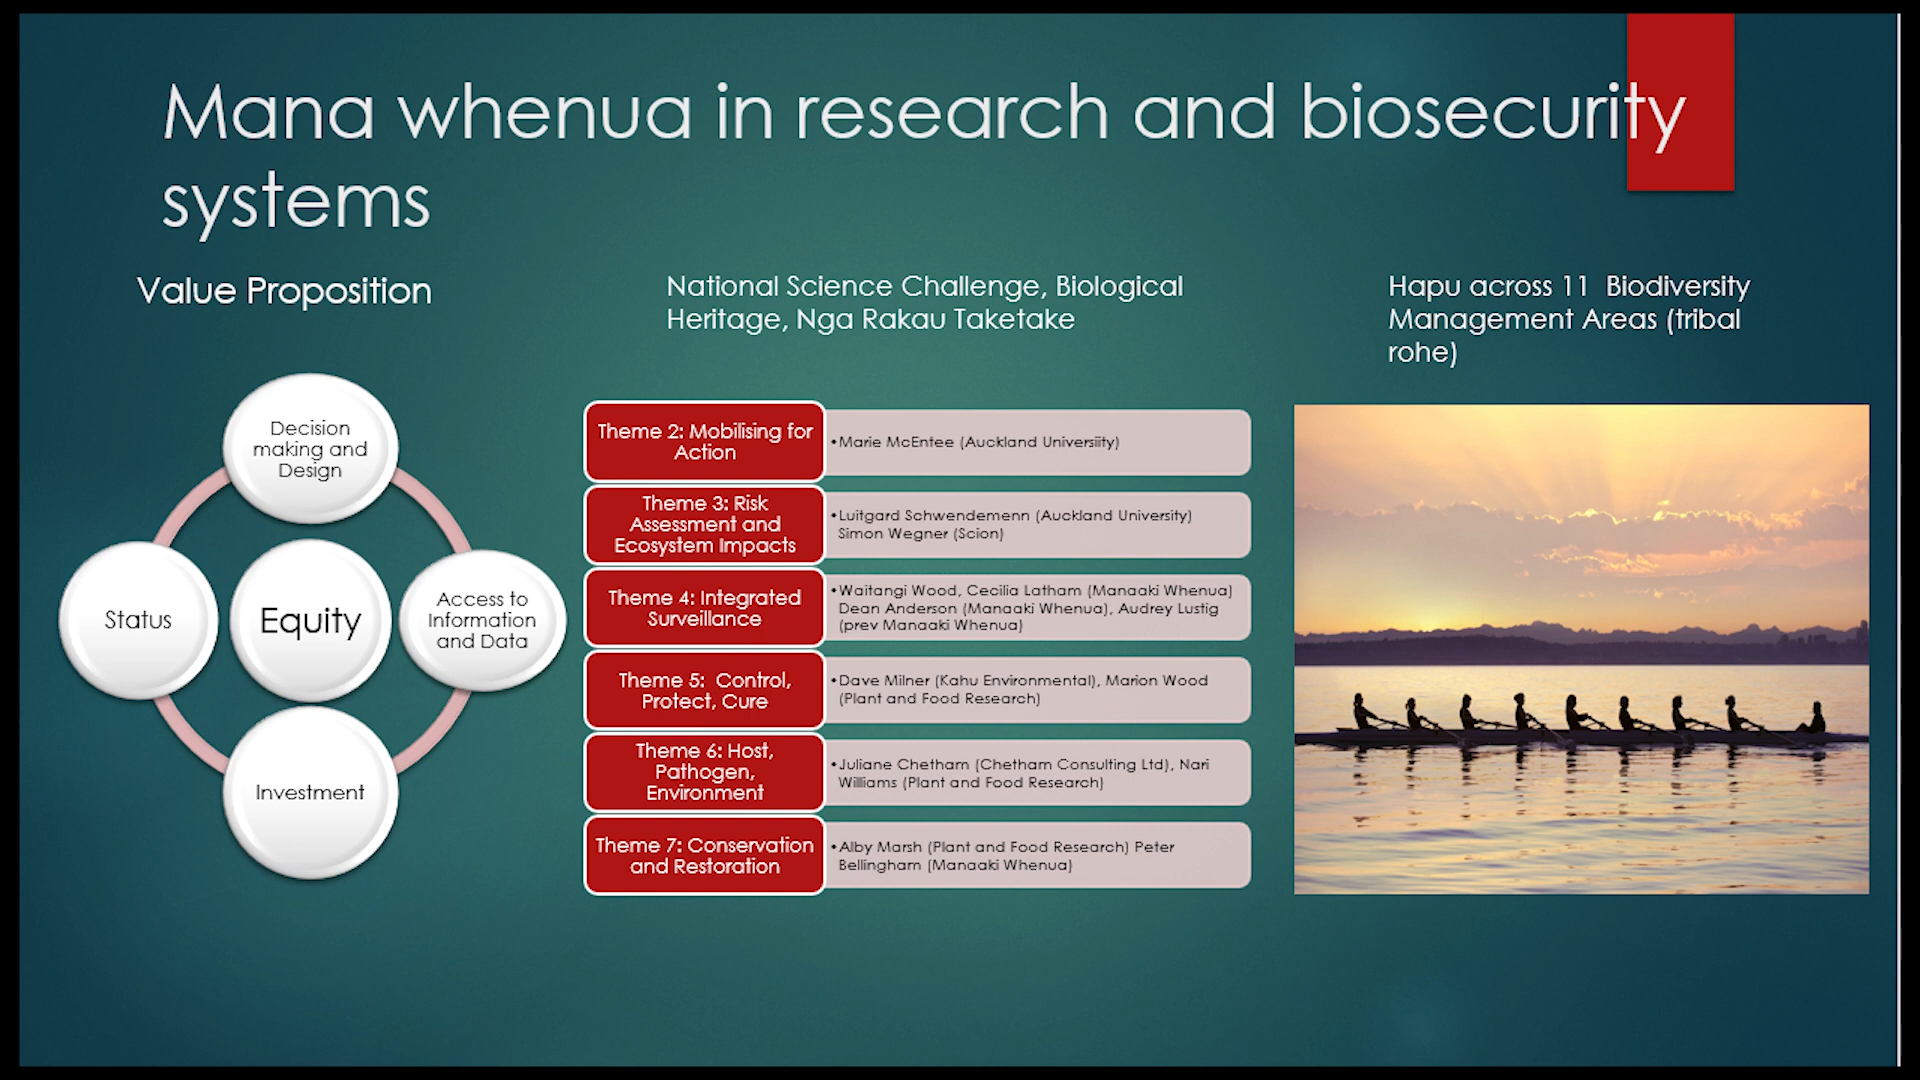 Mana whenua in research and biosecurity
systems
Value Proposition
Decision
making and
Design
Status
Equity
Access to
Information
and Data
Investment
National Science Challenge, Biological
Heritage, Nga Rakau Taketake
Theme 2: Mobilising for
Action
•Marie McEntee (Auckland Universiity)
Theme 3: Risk
Assessment and
Ecosystem Impacts
•Luitgard Schwendemenn (Auckland University)
Simon Wegner (Scion)
Theme 4: Integrated
Surveillance
•Waitangi Wood, Cecilia Latham (Manaaki Whenua)
Dean Anderson (Manaaki Whenua), Audrey Lustig
(prev Manaaki Whenua)
Theme 5:  Control,
Protect, Cure
•Dave Milner (Kahu Environmental), Marion Wood
(Plant and Food Research)
Theme 6: Host,
Pathogen,
Environment
•Juliane Chetham (Chetham Consulting Ltd), Nari
Williams (Plant and Food Research)
Theme 7: Conservation
and Restoration
•Alby Marsh (Plant and Food Research) Peter
Bellingham (Manaaki Whenua)
Hapu across 11  Biodiversity
Management Areas (tribal
rohe)